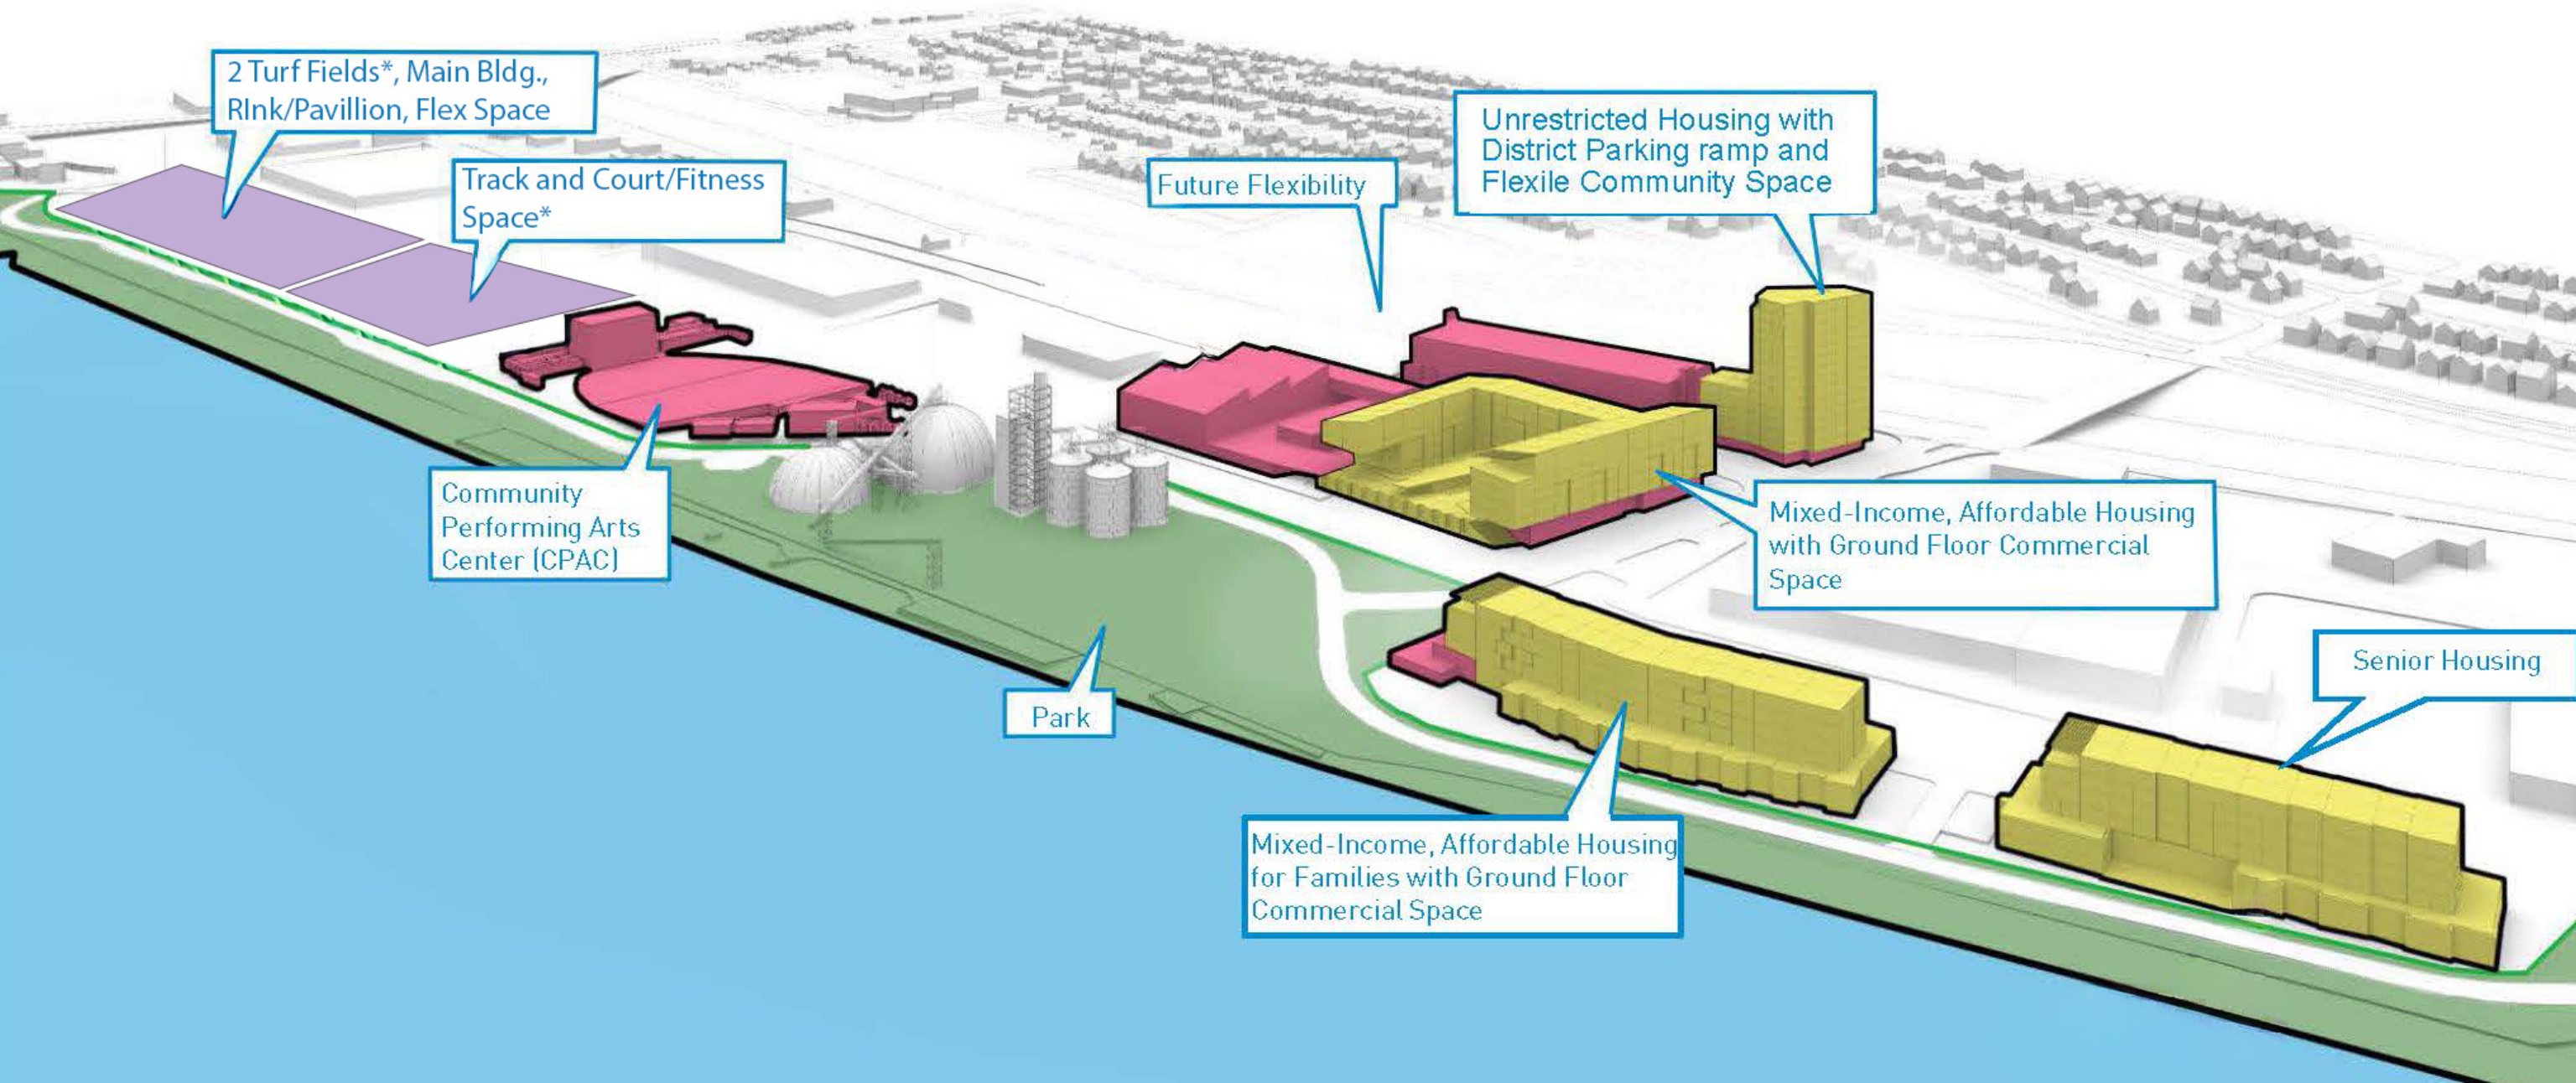 2 Turf Fields*, Main Bldg.,
RInk/Pavillion, Flex Space
Track and Court/Fitness
Space*
Future Flexibility
Unrestricted Housing with
District Parking ramp and
Flexile Community Space
Community
Performing Arts
Center (CPAC)
Mixed-Income, Affordable Housing
with Ground Floor Commercial
Space
Park
Senior Housing
Mixed-Income, Affordable Housing
for Families with Ground Floor
Commercial Space